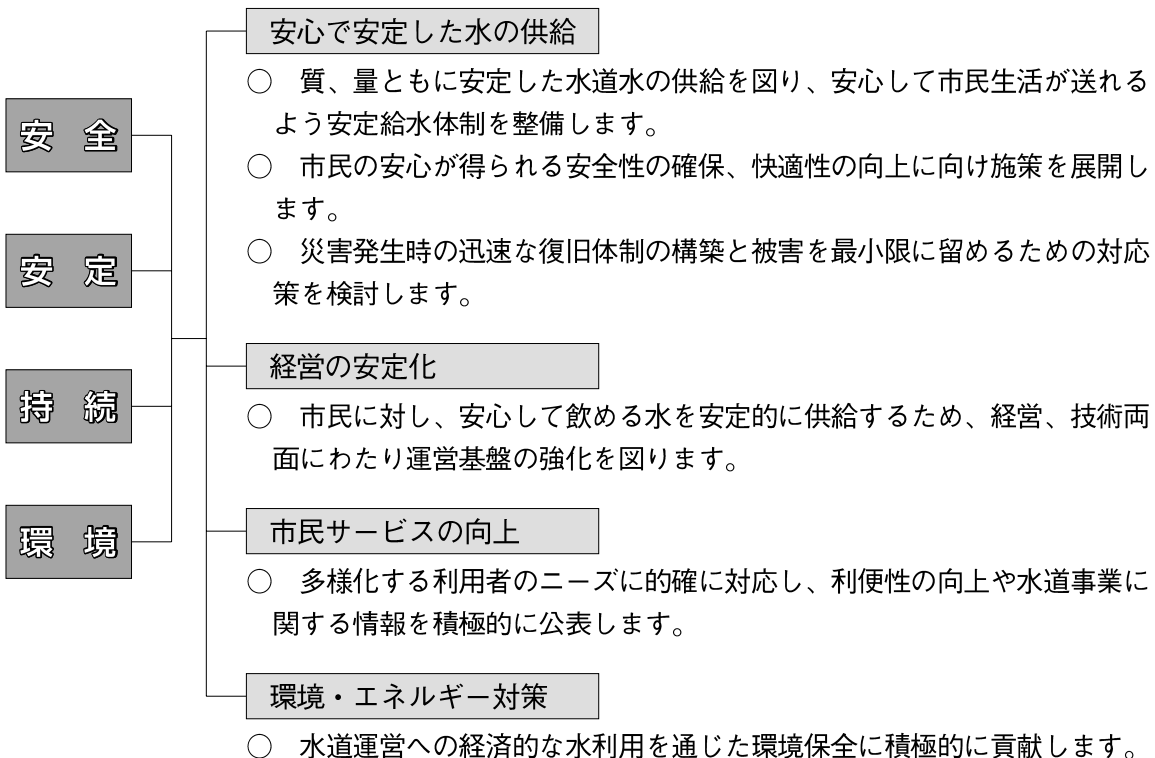 安　全
安　定
持　続
環　境
安心で安定した水の供給
○　質、量ともに安定した水道水の供給を図り、安心して市民生活が送れる
よう安定給水体制を整備します。
○　市民の安心が得られる安全性の確保、快適性の向上に向け施策を展開し
ます。
○　災害発生時の迅速な復旧体制の構築と被害を最小限に留めるための対応
策を検討します。
経営の安定化
○　市民に対し、安心して飲める水を安定的に供給するため、経営、技術両
面にわたり運営基盤の強化を図ります。
市民サービスの向上
○　多様化する利用者のニーズに的確に対応し、利便性の向上や水道事業に
関する情報を積極的に公表します。
環境・エネルギー対策
○　水道運営への経済的な水利用を通じた環境保全に積極的に貢献します。